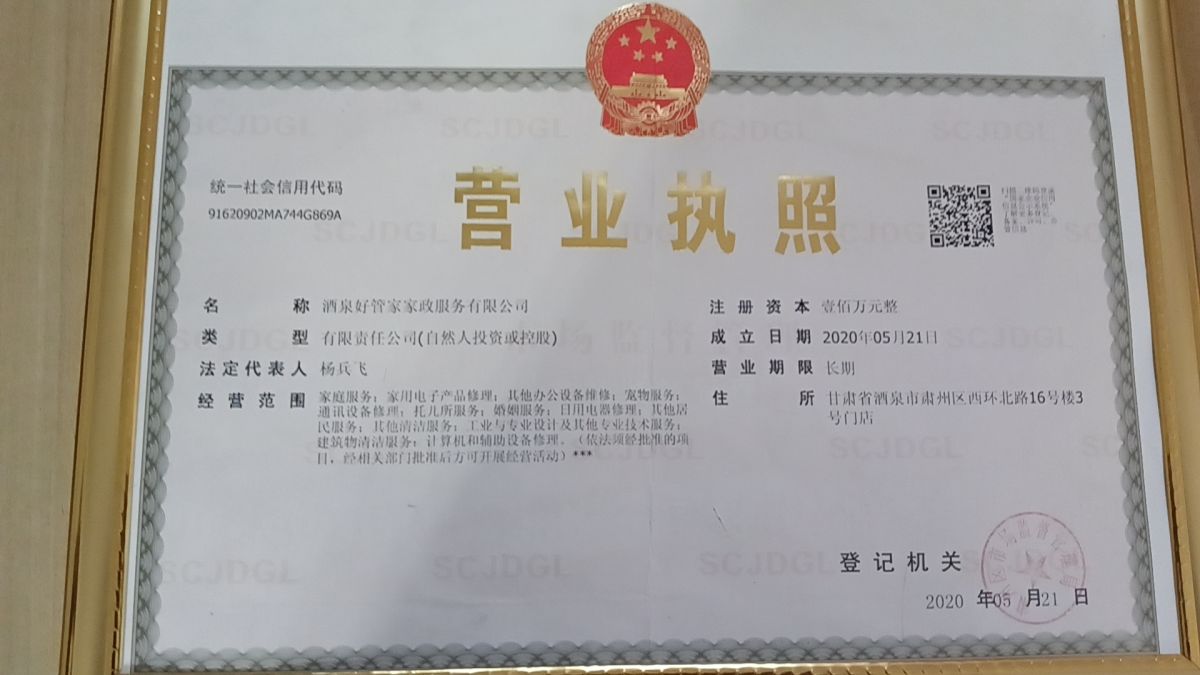 统一社会信用代码
91620902MA744G869A
营业执照
名称 酒泉好管家家政服务有限公司
类型 有限责任公司(自然人投资或控股)
法定代表人 杨兵飞
经营范围 家庭服务；家用电子产品修理；其他办公设备维修；宠物服务；
通讯设备修理；托儿所服务；婚姻服务；日用电器修理；其他居
民服务；其他清洁服务；工业与专业设计及其他专业技术服务；
建筑物清洁服务；计算机和辅助设备修理。（依法须经批准的项
目，经相关部门批准后方可开展经营活动）***
注册资本 壹佰万元整
成立日期 2020年05月21日
营业期限 长期
住所 甘肃省酒泉市肃州区西环北路16号楼3
号门店
登记机关
2020 年05 月21 日
SCJDGL